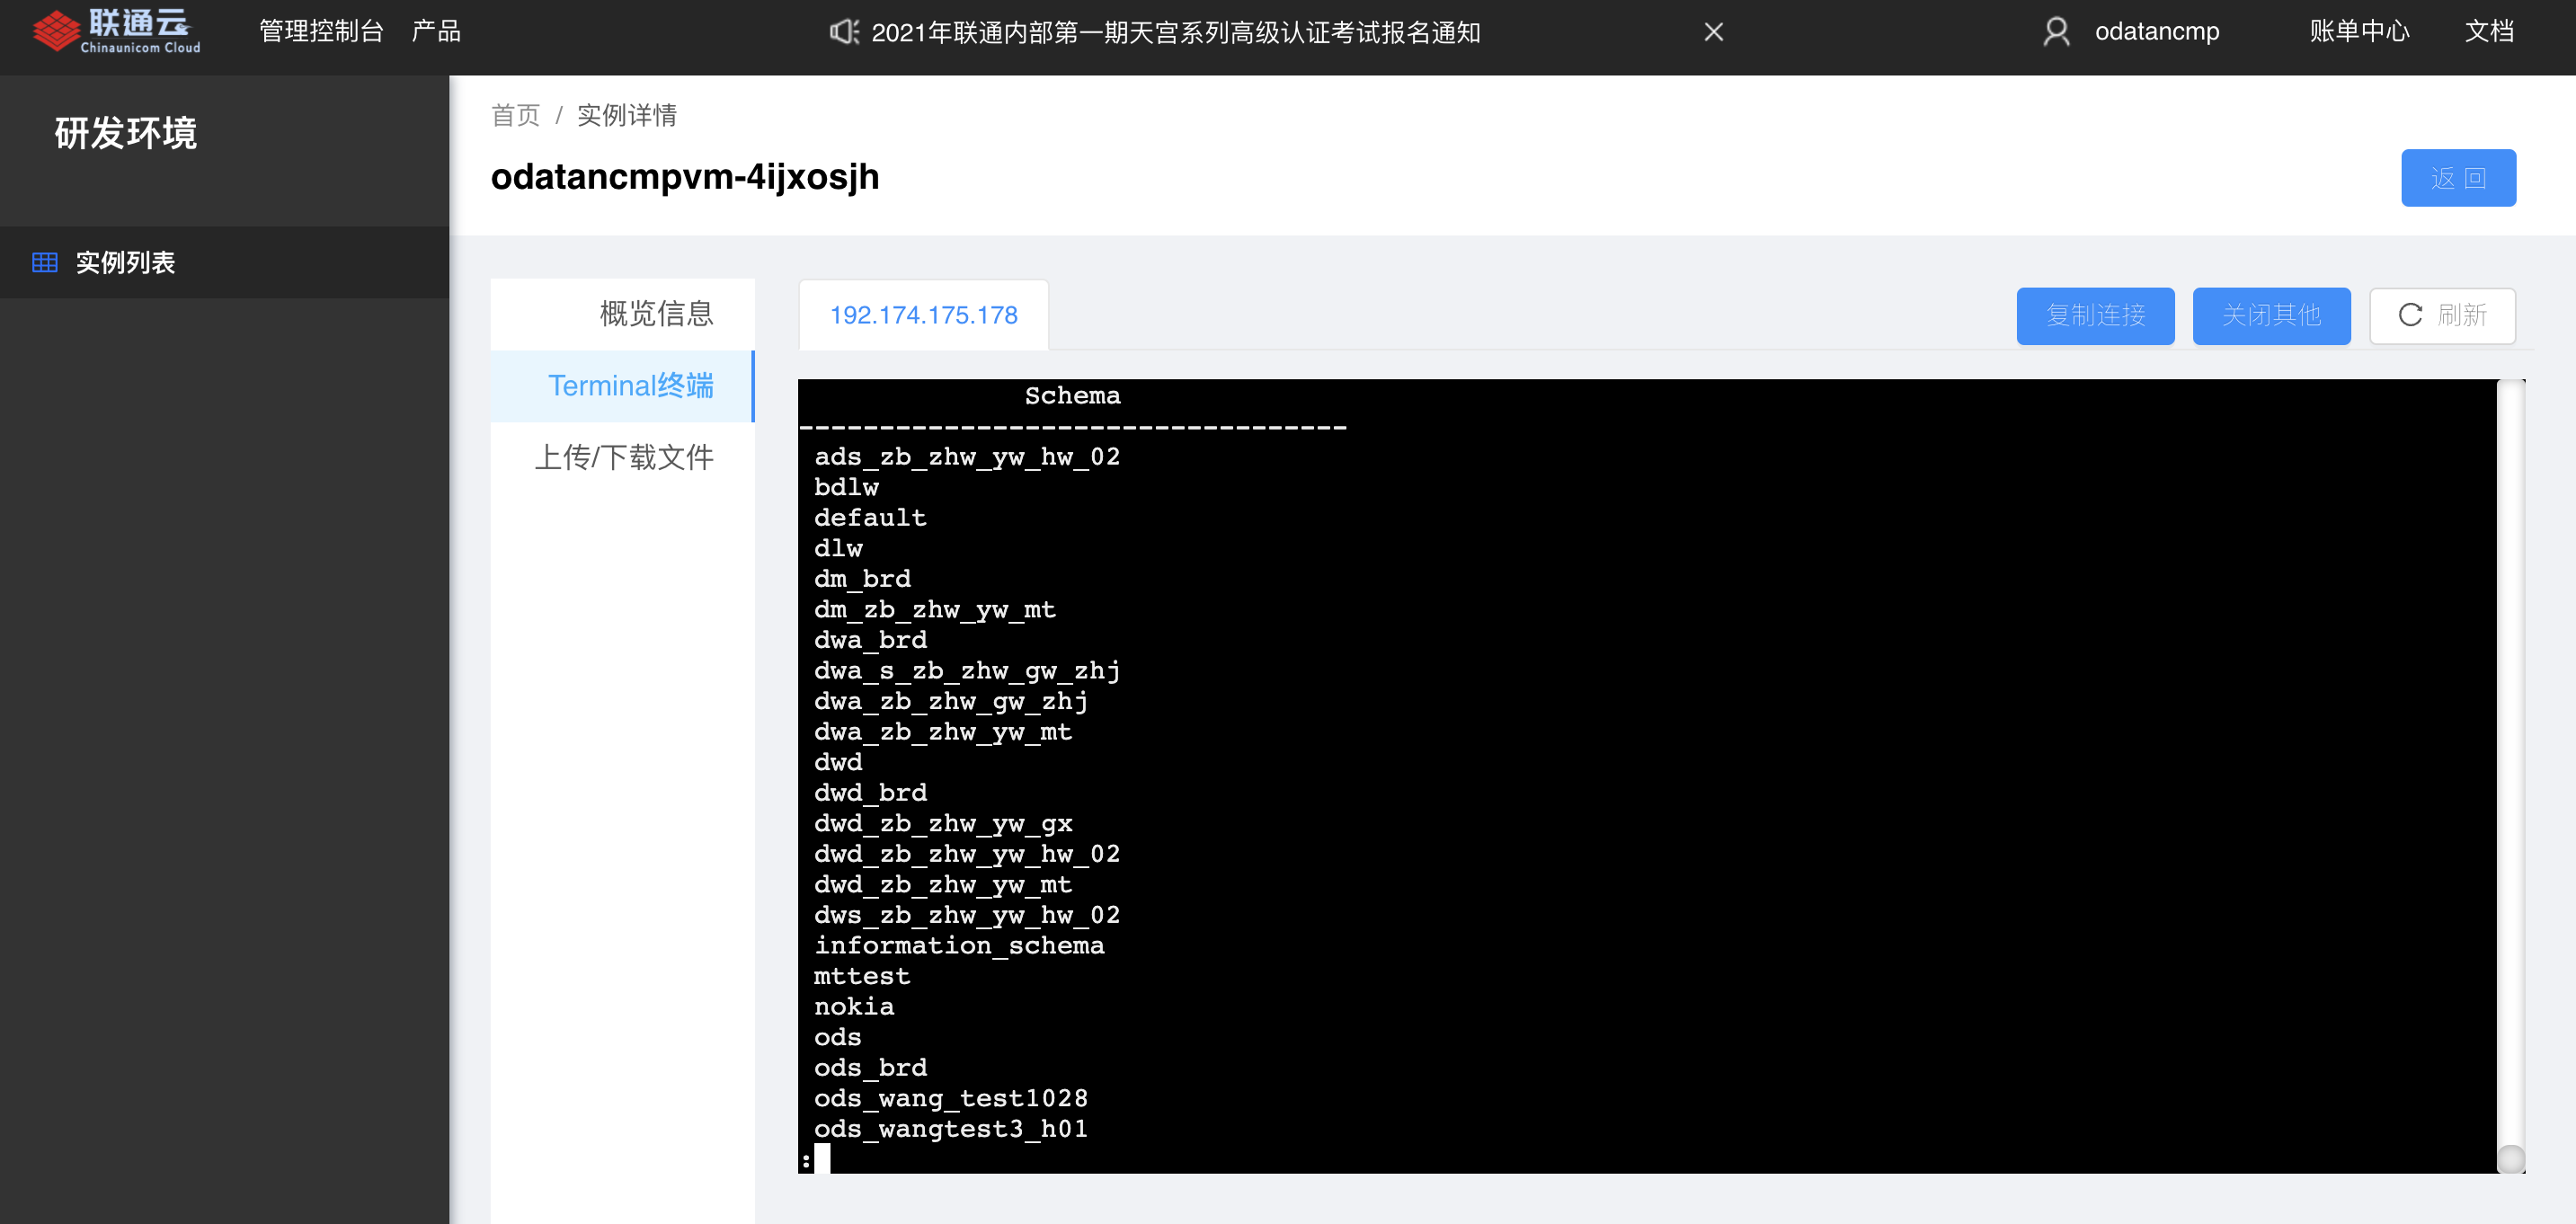 联通云
Chinaunicom Cloud
管理控制台 产品
2021年联通内部第一期天宫系列高级认证考试报名通知
odatancmp
账单中心 文档
研发环境
实例列表
首页 / 实例详情
odatancmpvm-4ijxosjh
返 回
概览信息
Terminal终端
上传/下载文件
192.174.175.178
复制连接 关闭其他 刷新
Schema
----------------------------------
ads_zb_zhw_yw_hw_02
bdlw
default
dlw
dm_brd
dm_zb_zhw_yw_mt
dwa_brd
dwa_s_zb_zhw_gw_zhj
dwa_zb_zhw_gw_zhj
dwa_zb_zhw_yw_mt
dwd
dwd_brd
dwd_zb_zhw_yw_gx
dwd_zb_zhw_yw_hw_02
dwd_zb_zhw_yw_mt
dws_zb_zhw_yw_hw_02
information_schema
mttest
nokia
ods
ods_brd
ods_wang_test1028
ods_wangtest3_h01
: